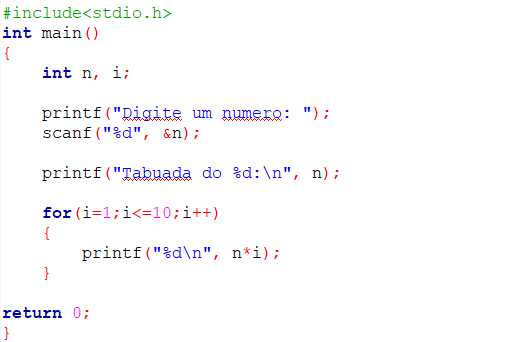 #include<stdio.h>
int main()
{
    int n, i;

    printf("Digite um numero: ");
    scanf("%d", &n);

    printf("Tabuada do %d:\n", n);

    for(i=1;i<=10;i++)
    {
        printf("%d\n", n*i);
    }

return 0;
}